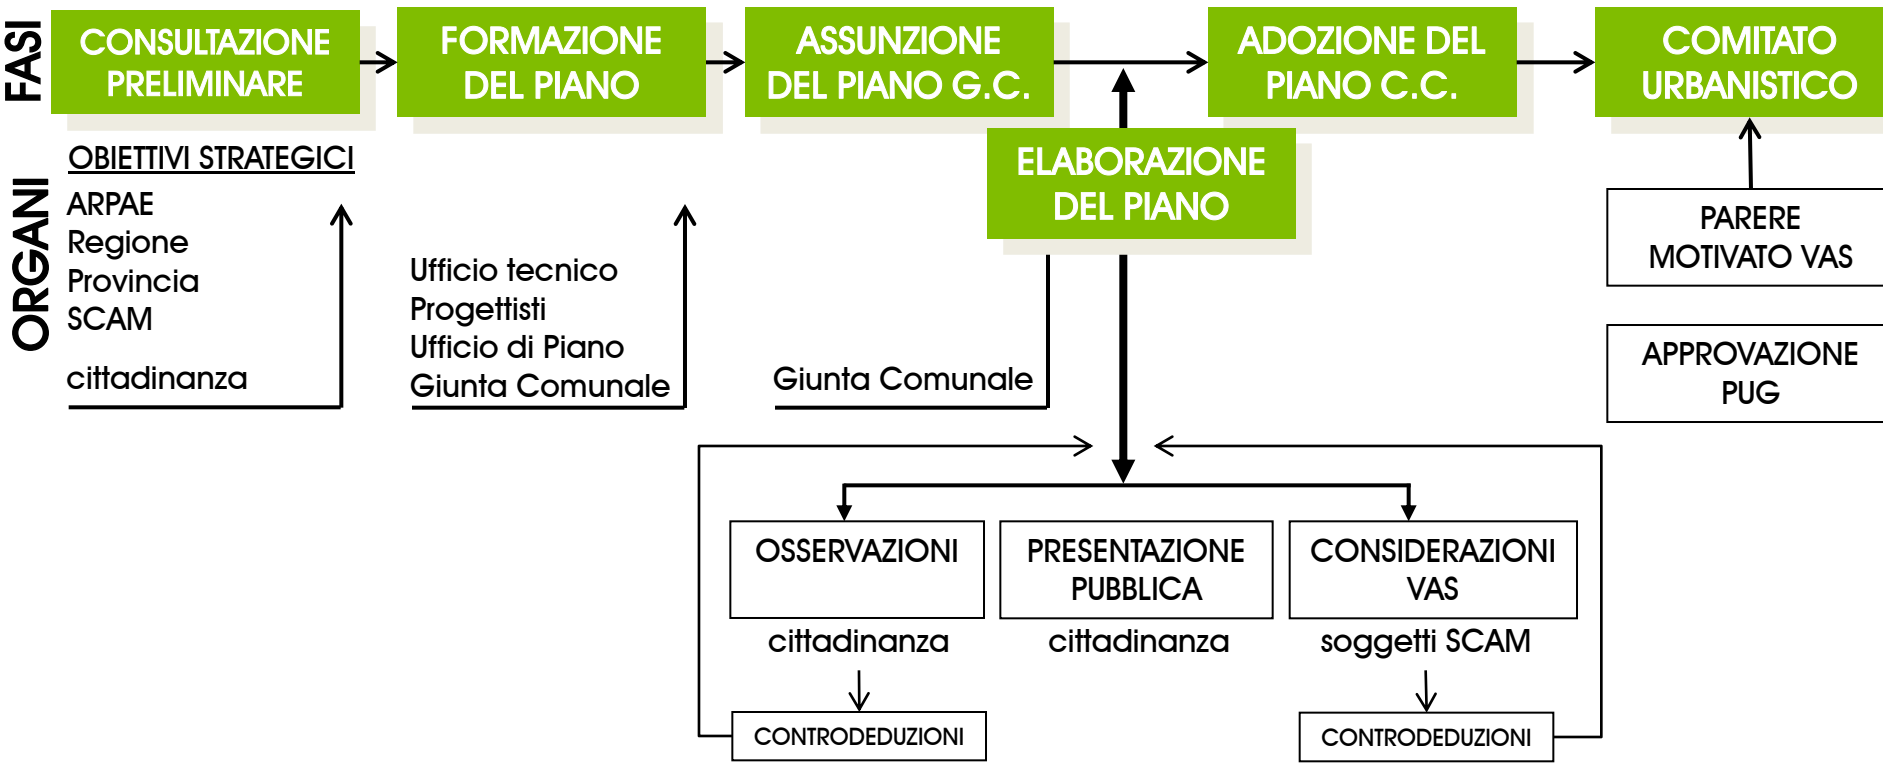 FASI
CONSULTAZIONE
PRELIMINARE
FORMAZIONE
DEL PIANO
ASSUNZIONE
DEL PIANO G.C.
ADOZIONE DEL
PIANO C.C.
COMITATO
URBANISTICO
ELABORAZIONE
DEL PIANO
ORGANI
OBIETTIVI STRATEGICI
ARPAE
Regione
Provincia
SCAM
cittadinanza
Ufficio tecnico
Progettisti
Ufficio di Piano
Giunta Comunale
Giunta Comunale
PARERE
MOTIVATO VAS
APPROVAZIONE
PUG
OSSERVAZIONI
cittadinanza
CONTRODEDUZIONI
PRESENTAZIONE
PUBBLICA
cittadinanza
CONSIDERAZIONI
VAS
soggetti SCAM
CONTRODEDUZIONI